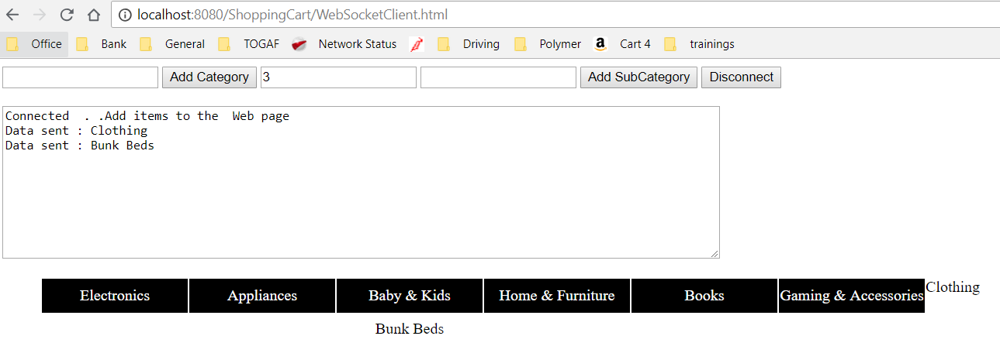 localhost:8080/ShoppingCart/WebSocketClient.html
Office Bank General TOGAF Network Status Driving Polymer a Cart 4 trainings
Add Category 3 Add SubCategory Disconnect
Connected . .Add items to the Web page
Data sent : Clothing
Data sent : Bunk Beds
Electronics Appliances Baby & Kids Home & Furniture Books Gaming & Accessories Clothing
Bunk Beds